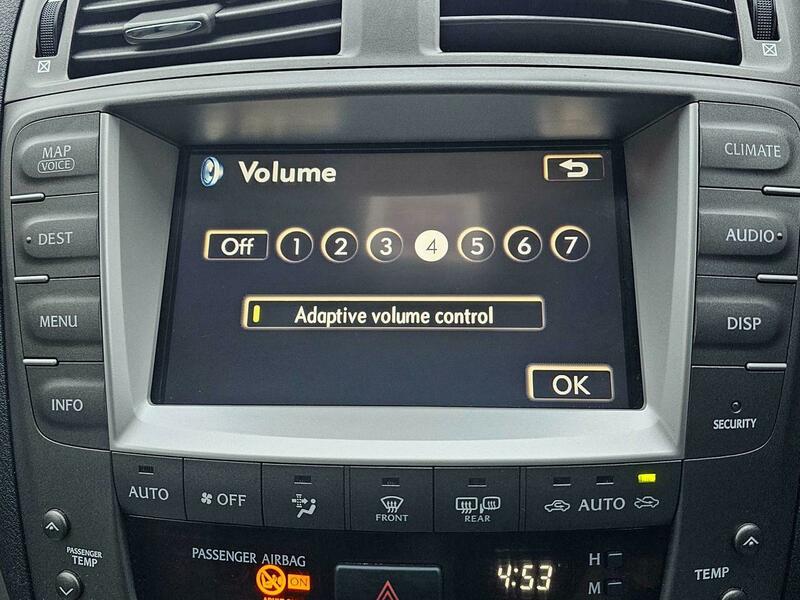 Volume
Off 1 2 3 4 5 6 7
Adaptive volume control
OK
MAP
VOICE
DEST
MENU
INFO
CLIMATE
AUDIO
DISP
SECURITY
AUTO
OFF
FRONT
REAR
AUTO
PASSENGER
TEMP
PASSENGER AIRBAG
ON
4:53
H
M
TEMP